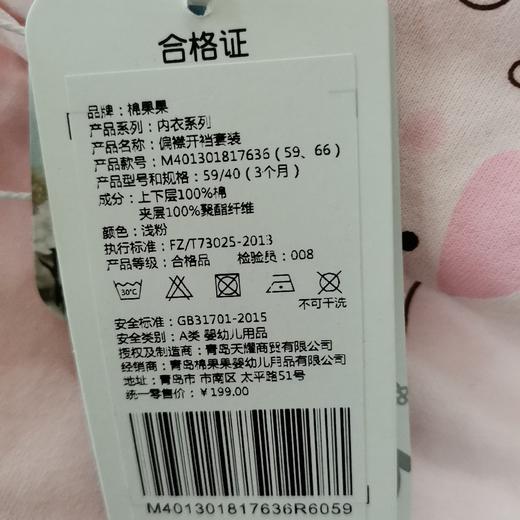 合格证
品牌：棉果果
产品系列：内衣系列
产品名称：偏襟开裆套装
产品款号：M401301817636（59、66）
产品型号和规格：59/40（3个月）
成分：上下层100%棉
夹层100%聚酯纤维
颜色：浅粉
执行标准：FZ/T73025-2013
产品等级：合格品 检验员：008
30℃
不可干洗
安全标准：GB31701-2015
安全类别：A类 婴幼儿用品
授权及制造商：青岛天耀商贸有限公司
经销商：青岛棉果果婴幼儿用品有限公司
地址：青岛市 市南区 太平路51号
统一零售价：￥199.00
M401301817636R6059